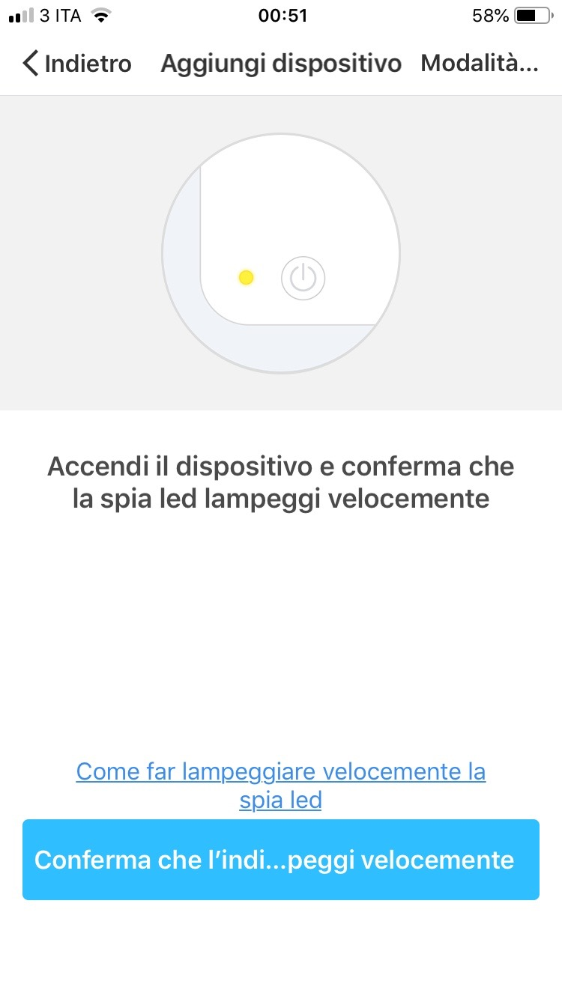 3 ITA 00:51 58%
Indietro Aggiungi dispositivo Modalità...
Accendi il dispositivo e conferma che
la spia led lampeggi velocemente
Come far lampeggiare velocemente la
spia led
Conferma che l’indi...peggi velocemente